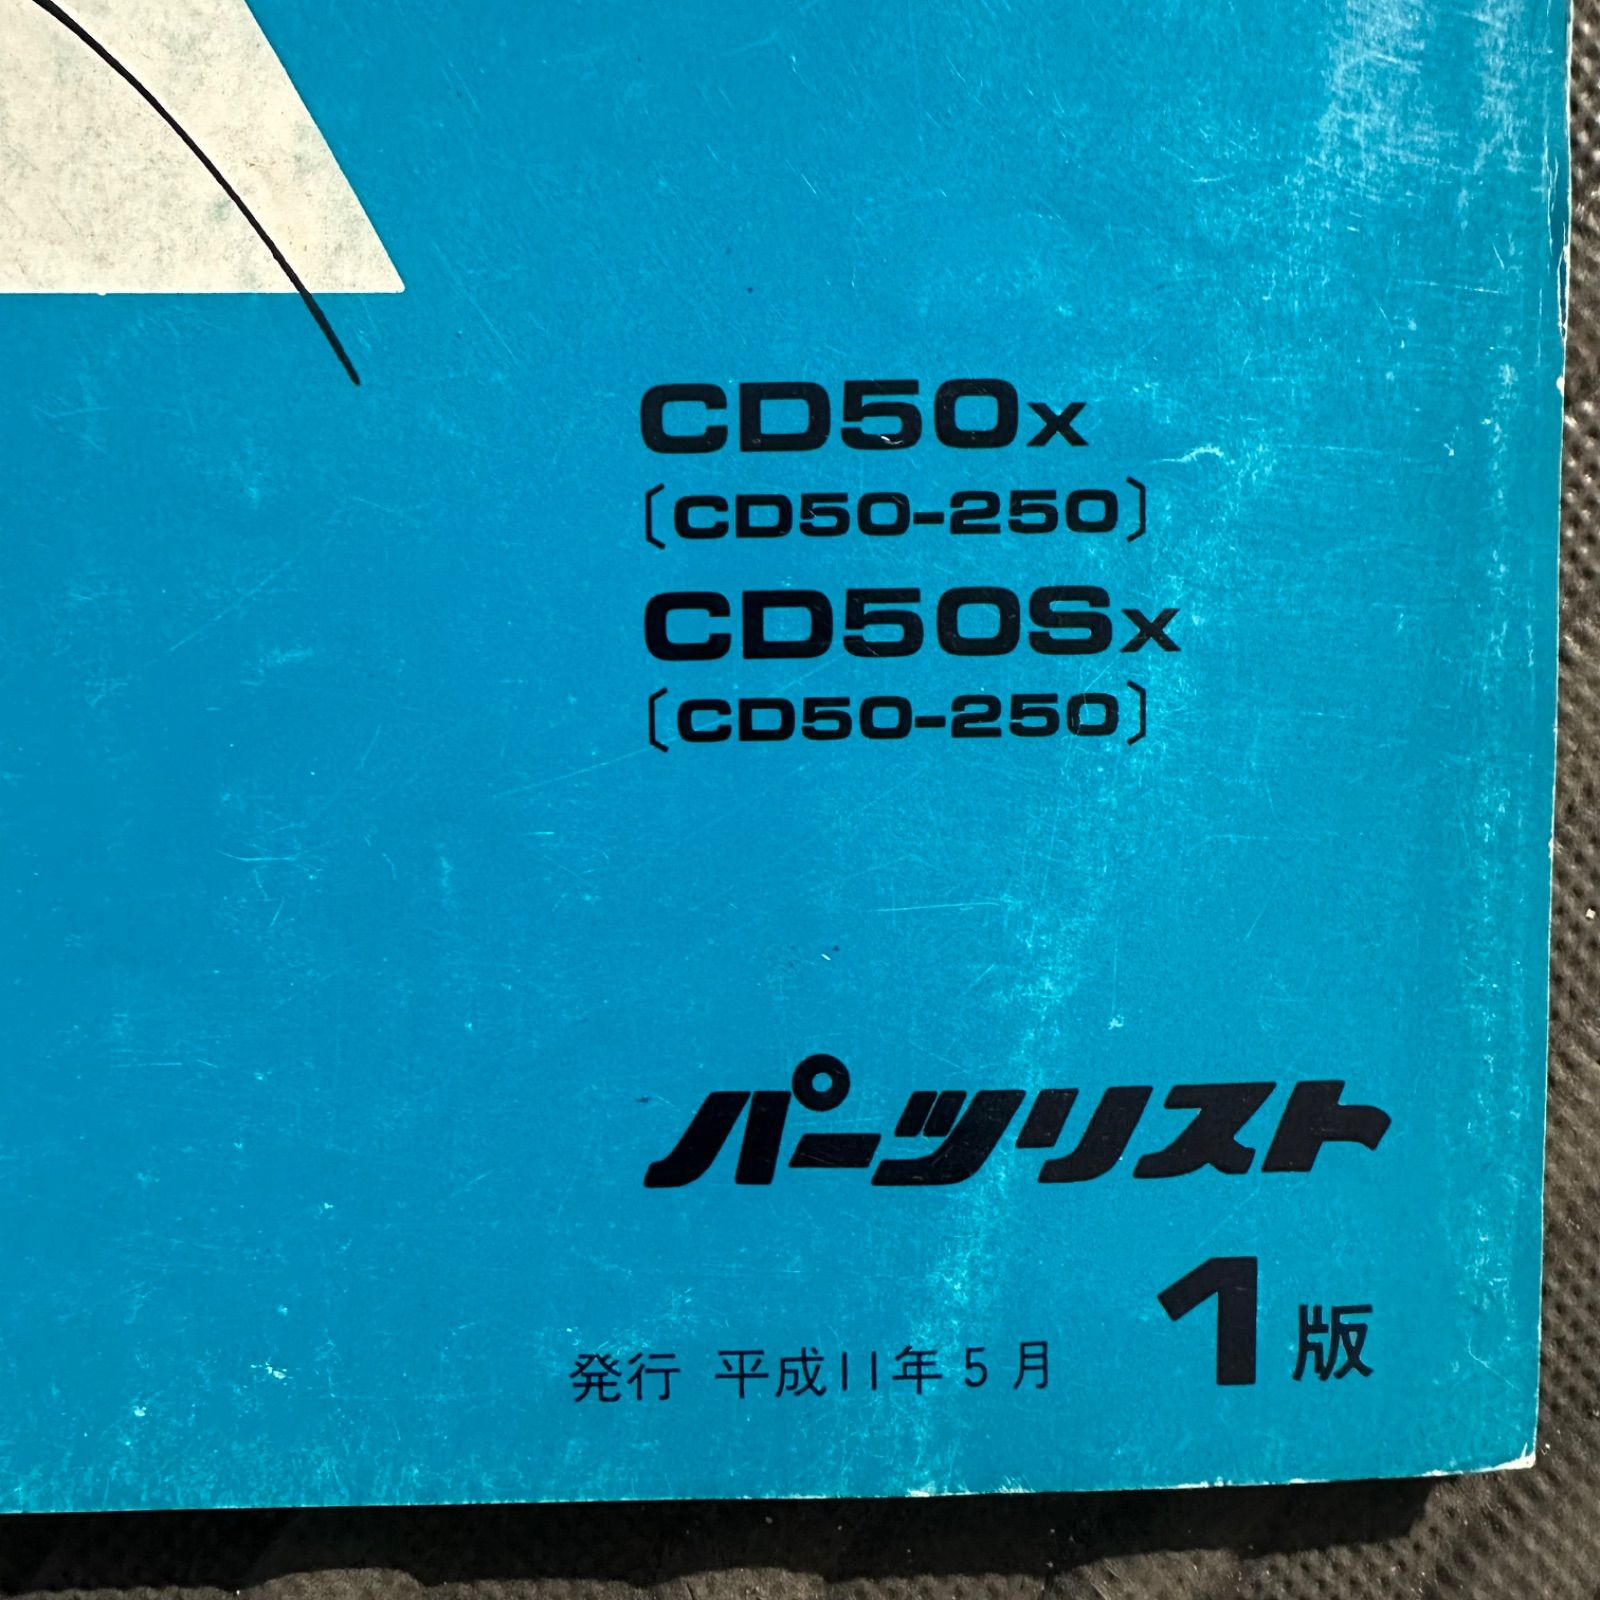 CD50X
〔CD50-250〕
CD50SX
〔CD50-250〕
パーツリスト
1版
発行 平成11年5月